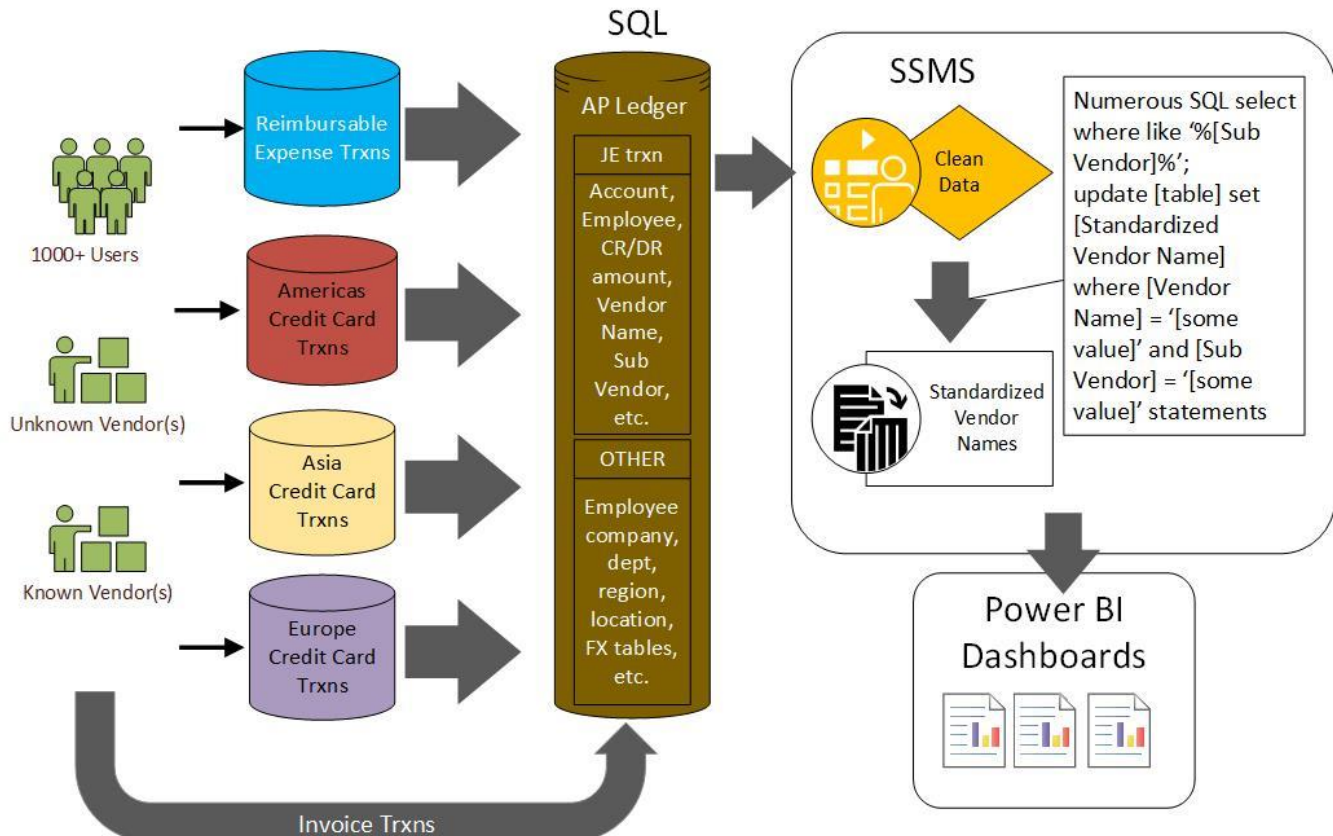 1000+ Users
Unknown Vendor(s)
Known Vendor(s)
Reimbursable
Expense Trxns
Americas
Credit Card
Trxns
Asia
Credit Card
Trxns
Europe
Credit Card
Trxns
Invoice Trxns
SQL
AP Ledger
JE trxn
Account,
Employee,
CR/DR
amount,
Vendor
Name,
Sub
Vendor,
etc.
OTHER
Employee
company,
dept,
region,
location,
FX tables,
etc.
SSMS
Clean
Data
Standardized
Vendor
Names
Numerous SQL select
where like ‘%[Sub
Vendor]%’;
update [table] set
[Standardized
Vendor Name]
where [Vendor
Name] = ‘[some
value]’ and [Sub
Vendor] = ‘[some
value]’ statements
Power BI
Dashboards